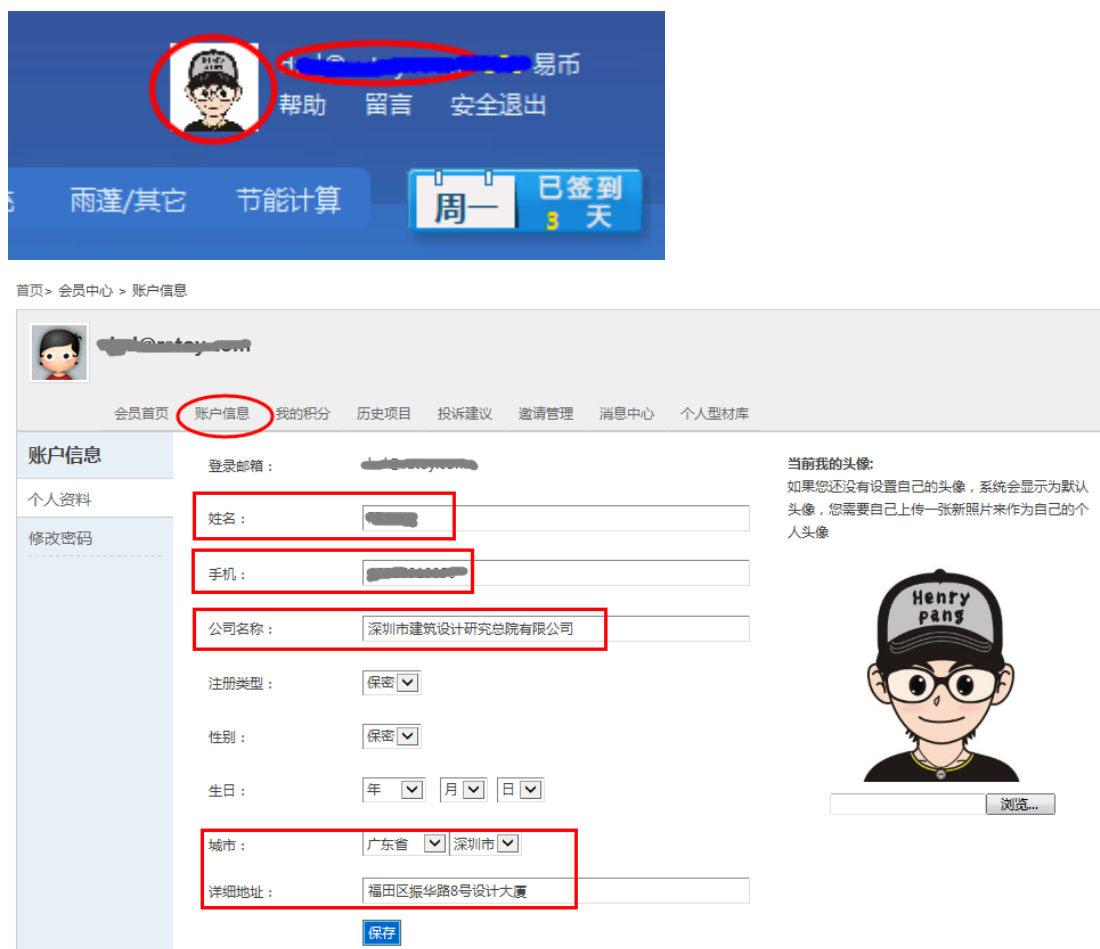 易币
帮助 留言 安全退出
雨蓬/其它 节能计算
周一
已签到
3 天
首页> 会员中心 > 账户信息
会员首页 账户信息 我的积分 历史项目 投诉建议 邀请管理 消息中心 个人型材库
账户信息
个人资料
修改密码
登录邮箱：
姓名：
手机：
公司名称： 深圳市建筑设计研究总院有限公司
注册类型： 保密
性别： 保密
生日： 年 月 日
城市： 广东省 深圳市
详细地址： 福田区振华路8号设计大厦
保存
当前我的头像:
如果您还没有设置自己的头像，系统会显示为默认
头像，您需要自己上传一张新照片来作为自己的个
人头像
Henry
pang
浏览...